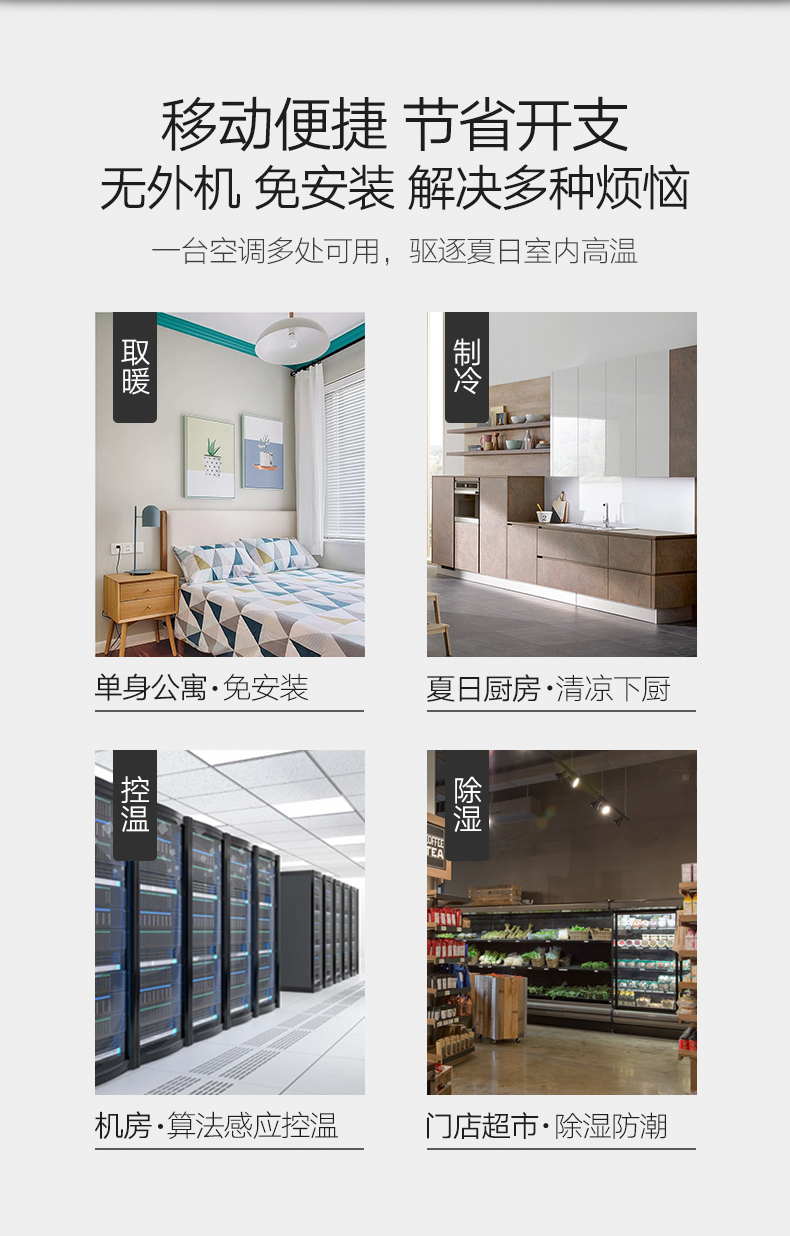 移动便捷 节省开支
无外机 免安装 解决多种烦恼
一台空调多处可用，驱逐夏日室内高温
取暖
制冷
单身公寓·免安装
夏日厨房·清凉下厨
控温
除湿
COFFEE
TEA
机房·算法感应控温
门店超市·除湿防潮